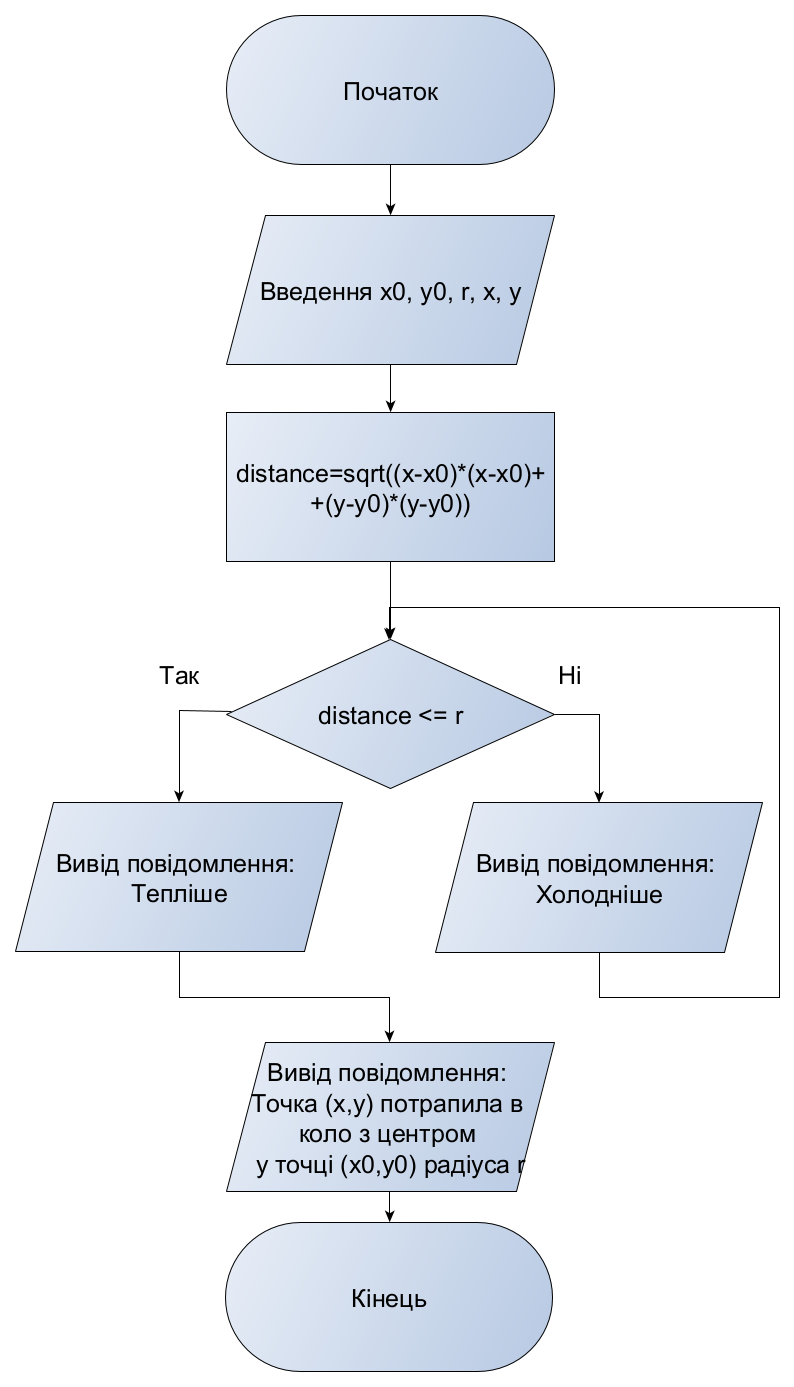 Початок
Введення x0, y0, r, x, y
distance=sqrt((x-x0)*(x-x0)+
+(y-y0)*(y-y0))
Так
Ні
distance <= r
Вивід повідомлення:
Тепліше
Вивід повідомлення:
Холодніше
Вивід повідомлення:
Точка (x,y) потрапила в
коло з центром
у точці (x0,y0) радіуса r
Кінець